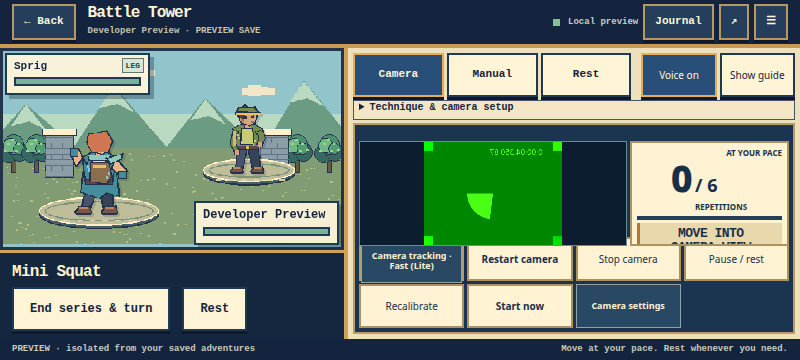 ← Back
Battle Tower
Developer Preview · PREVIEW SAVE
Local preview
Journal
↗
☰
Sprig
LEG
Developer Preview
Camera
Manual
Rest
Voice on
Show guide
▶ Technique & camera setup
AT YOUR PACE
0 / 6
REPETITIONS
MOVE INTO
CAMERA VIEW
Camera tracking ·
Fast (Lite)
Restart camera
Stop camera
Pause / rest
Recalibrate
Start now
Camera settings
Mini Squat
End series & turn
Rest
PREVIEW · isolated from your saved adventures
Move at your pace. Rest whenever you need.